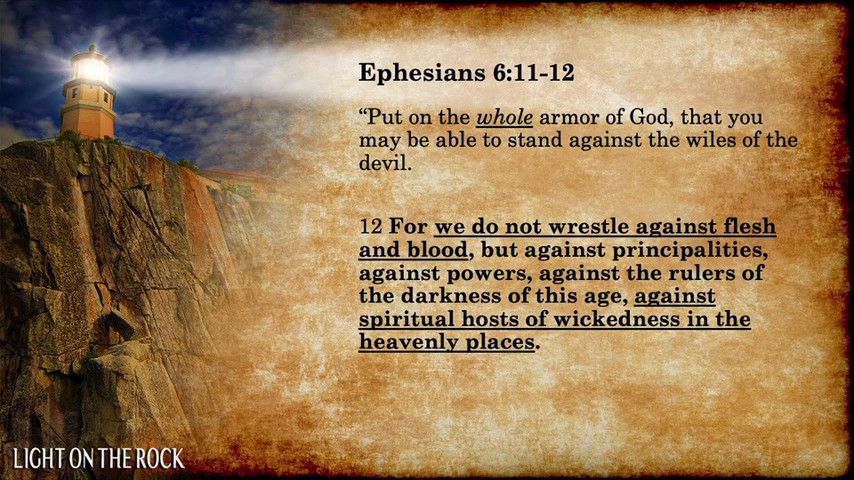 Ephesians 6:11-12
“Put on the whole armor of God, that you
may be able to stand against the wiles of the
devil.
12 For we do not wrestle against flesh
and blood, but against principalities,
against powers, against the rulers of
the darkness of this age, against
spiritual hosts of wickedness in the
heavenly places.
LIGHT ON THE ROCK